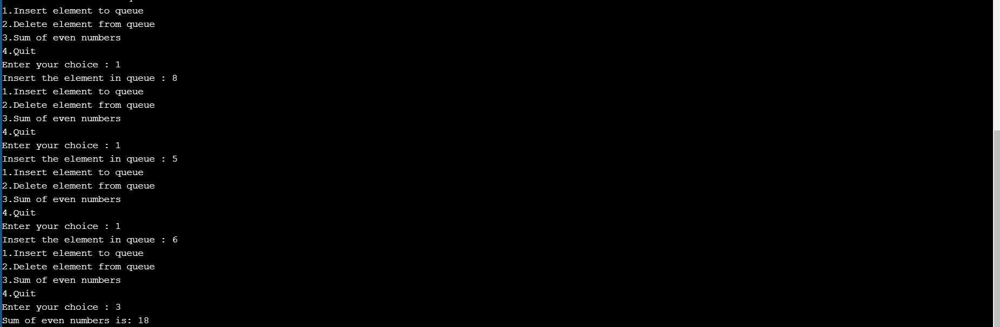 1.Insert element to queue
2.Delete element from queue
3.Sum of even numbers
4.Quit
Enter your choice : 1
Insert the element in queue : 8
1.Insert element to queue
2.Delete element from queue
3.Sum of even numbers
4.Quit
Enter your choice : 1
Insert the element in queue : 5
1.Insert element to queue
2.Delete element from queue
3.Sum of even numbers
4.Quit
Enter your choice : 1
Insert the element in queue : 6
1.Insert element to queue
2.Delete element from queue
3.Sum of even numbers
4.Quit
Enter your choice : 3
Sum of even numbers is: 18